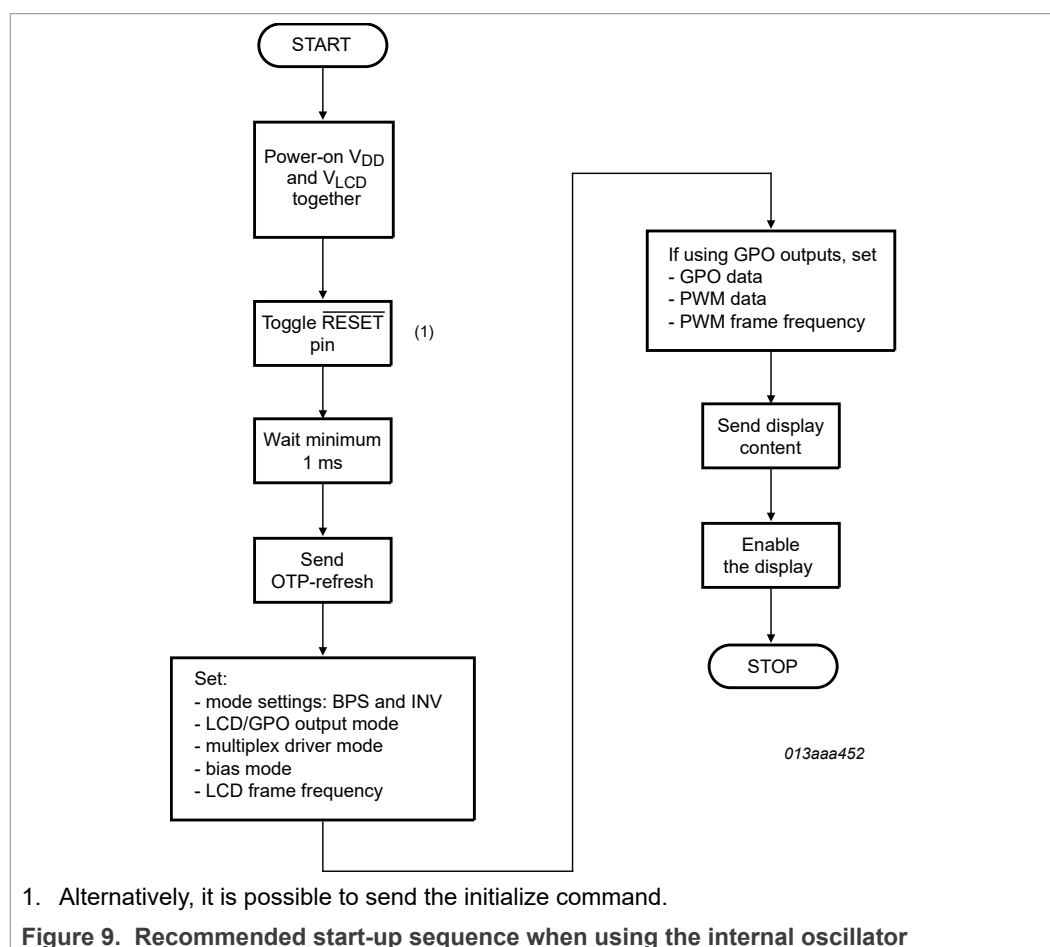 START
Power-on VDD
and VLCD
together
Toggle RESET
pin
(1)
Wait minimum
1 ms
Send
OTP-refresh
Set:
- mode settings: BPS and INV
- LCD/GPO output mode
- multiplex driver mode
- bias mode
- LCD frame frequency
If using GPO outputs, set
- GPO data
- PWM data
- PWM frame frequency
Send display
content
Enable
the display
STOP
013aaa452
1. Alternatively, it is possible to send the initialize command.
Figure 9. Recommended start-up sequence when using the internal oscillator